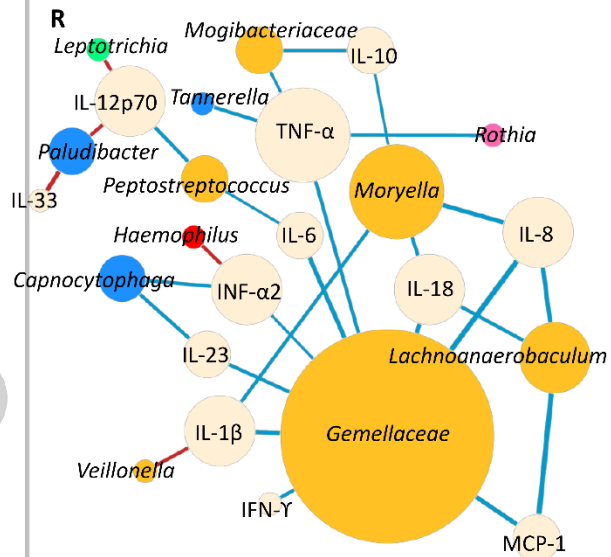 R
Leptotrichia
Mogibacteriaceae
IL-10
IL-12p70
Tannerella
TNF-α
Rothia
Paludibacter
Peptostreptococcus
Moryella
IL-33
Haemophilus
IL-6
IL-8
Capnocytophaga
INF-α2
IL-18
IL-23
Lachnoanaerobaculum
IL-1β
Gemellaceae
Veillonella
IFN-ϒ
MCP-1